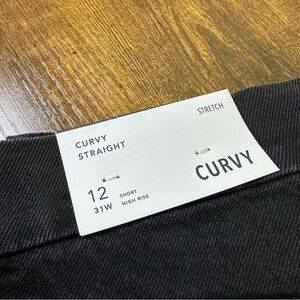 CURVY
STRAIGHT
STRETCH
12 SHORT
31W HIGH RISE
CURVY